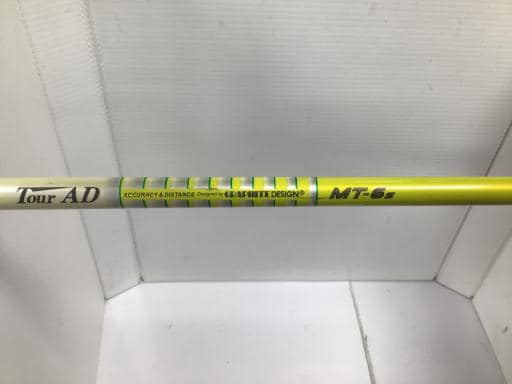 Tour AD ACCURACY & DISTANCE Designed by GRAPHITE DESIGN® MT-6s